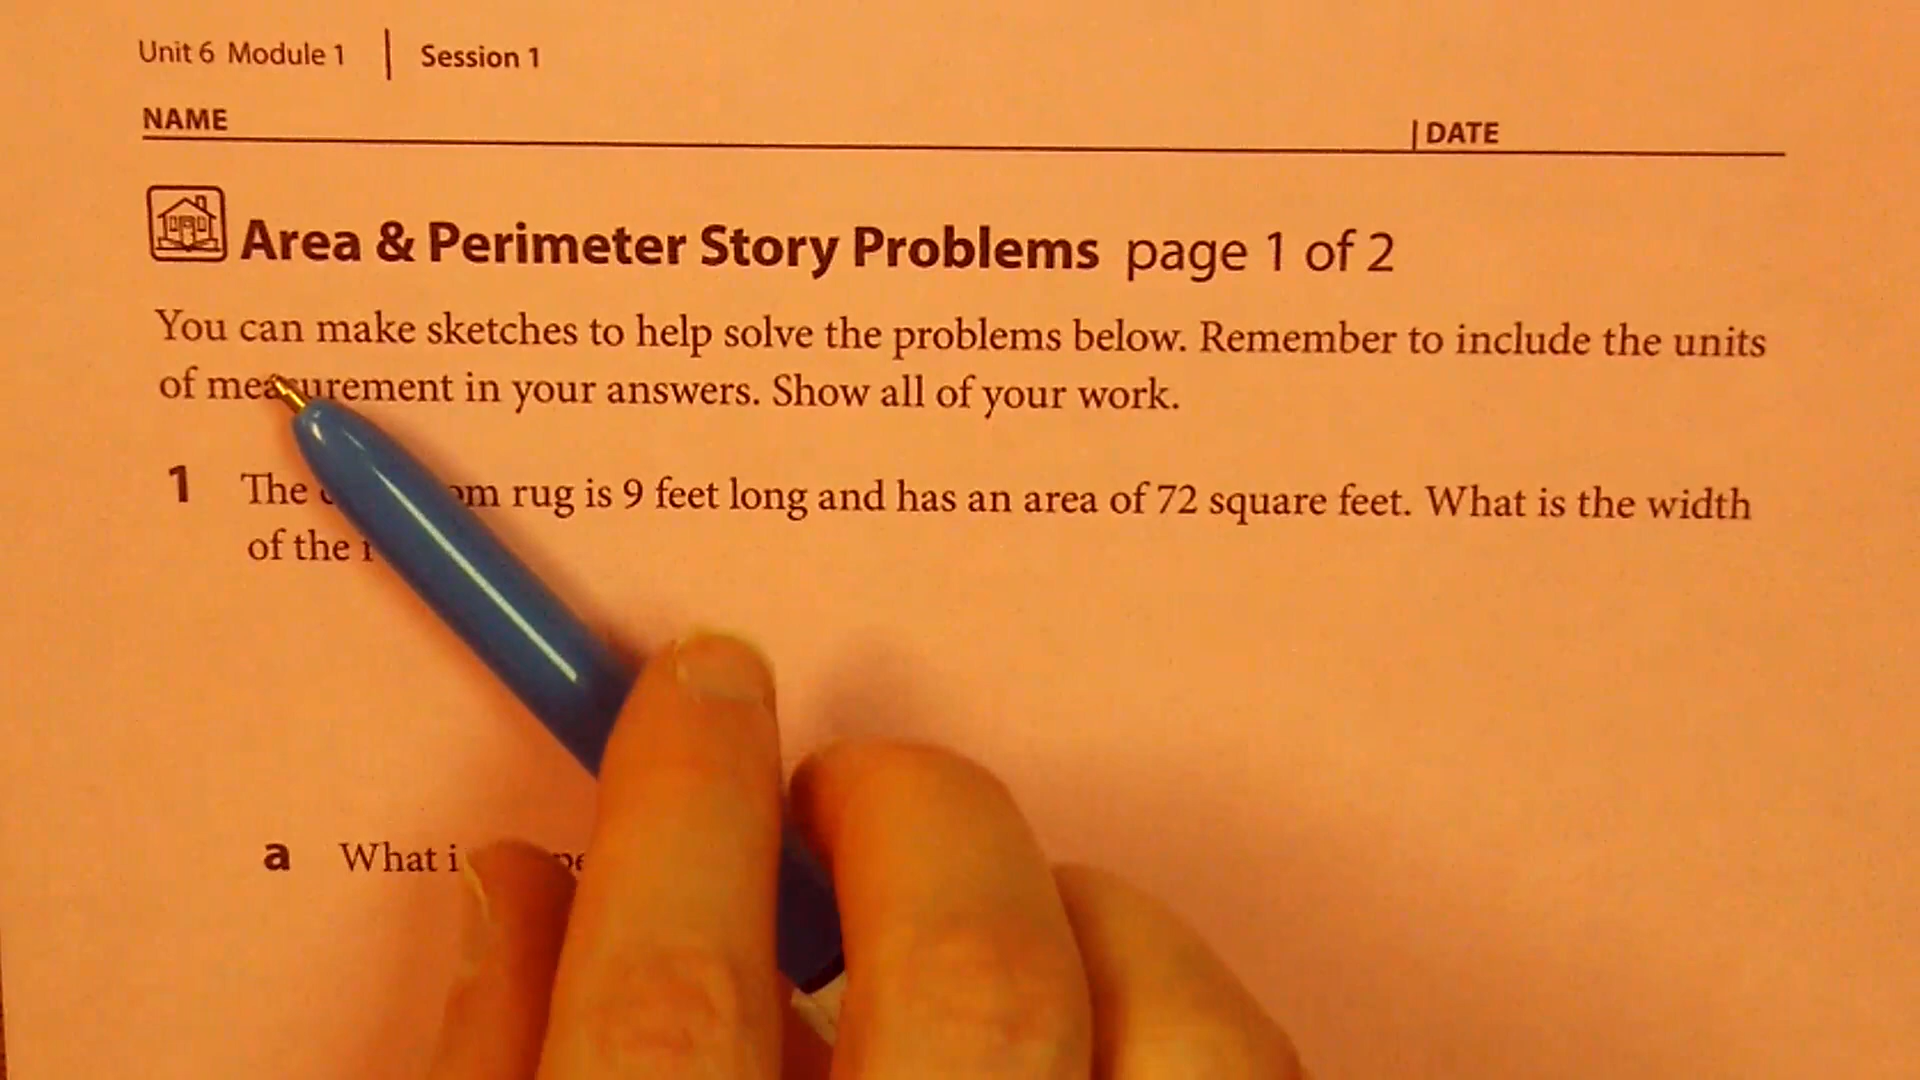 Unit 6 Module 1 | Session 1
NAME | DATE
Area & Perimeter Story Problems page 1 of 2
You can make sketches to help solve the problems below. Remember to include the units
of measurement in your answers. Show all of your work.
1 The rug is 9 feet long and has an area of 72 square feet. What is the width
of the
a What